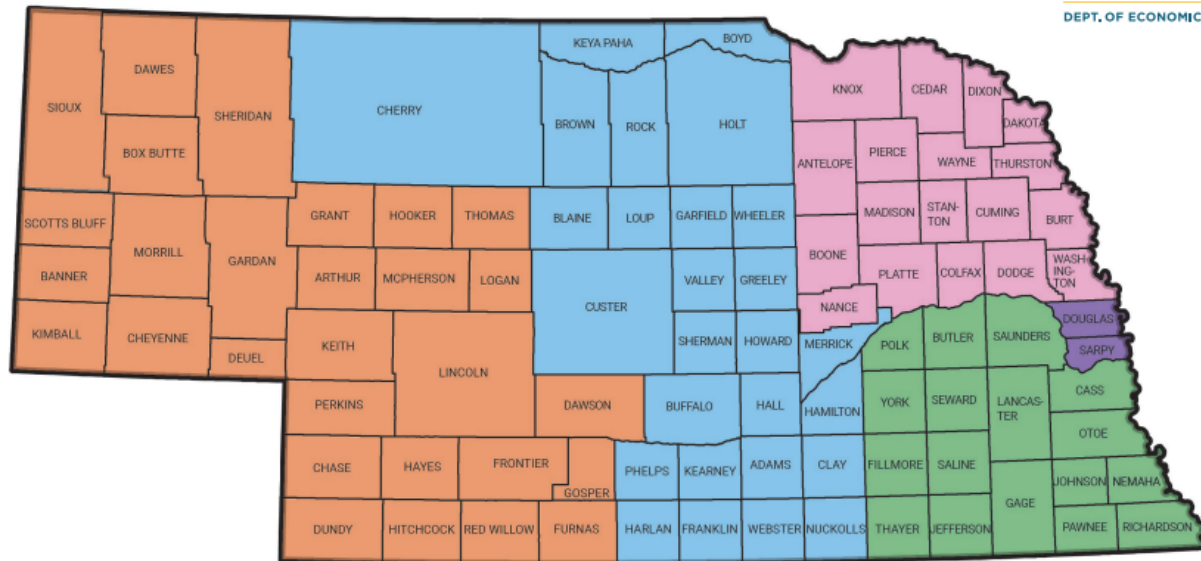 DEPT. OF ECONOMIC
SIOUX
DAWES
BOX BUTTE
SHERIDAN
CHERRY
KEYA PAHA
BOYD
BROWN
ROCK
HOLT
KNOX
CEDAR
DIXON
DAKOTA
ANTELOPE
PIERCE
WAYNE
THURSTON
SCOTTS BLUFF
BANNER
KIMBALL
MORRILL
CHEYENNE
GARDAN
DEUEL
GRANT
HOOKER
THOMAS
ARTHUR
MCPHERSON
LOGAN
BLAINE
LOUP
GARFIELD
WHEELER
CUSTER
VALLEY
GREELEY
SHERMAN
HOWARD
BOONE
MADISON
STAN-
TON
CUMING
BURT
PLATTE
COLFAX
DODGE
WASH-
ING-
TON
NANCE
MERRICK
POLK
BUTLER
SAUNDERS
DOUGLAS
SARPY
KEITH
LINCOLN
PERKINS
DAWSON
BUFFALO
HALL
HAMILTON
YORK
SEWARD
LANCAS-
TER
CASS
OTOE
CHASE
HAYES
FRONTIER
GOSPER
PHELPS
KEARNEY
ADAMS
CLAY
FILLMORE
SALINE
GAGE
JOHNSON
NEMAHA
DUNDY
HITCHCOCK
RED WILLOW
FURNAS
HARLAN
FRANKLIN
WEBSTER
NUCKOLLS
THAYER
JEFFERSON
PAWNEE
RICHARDSON